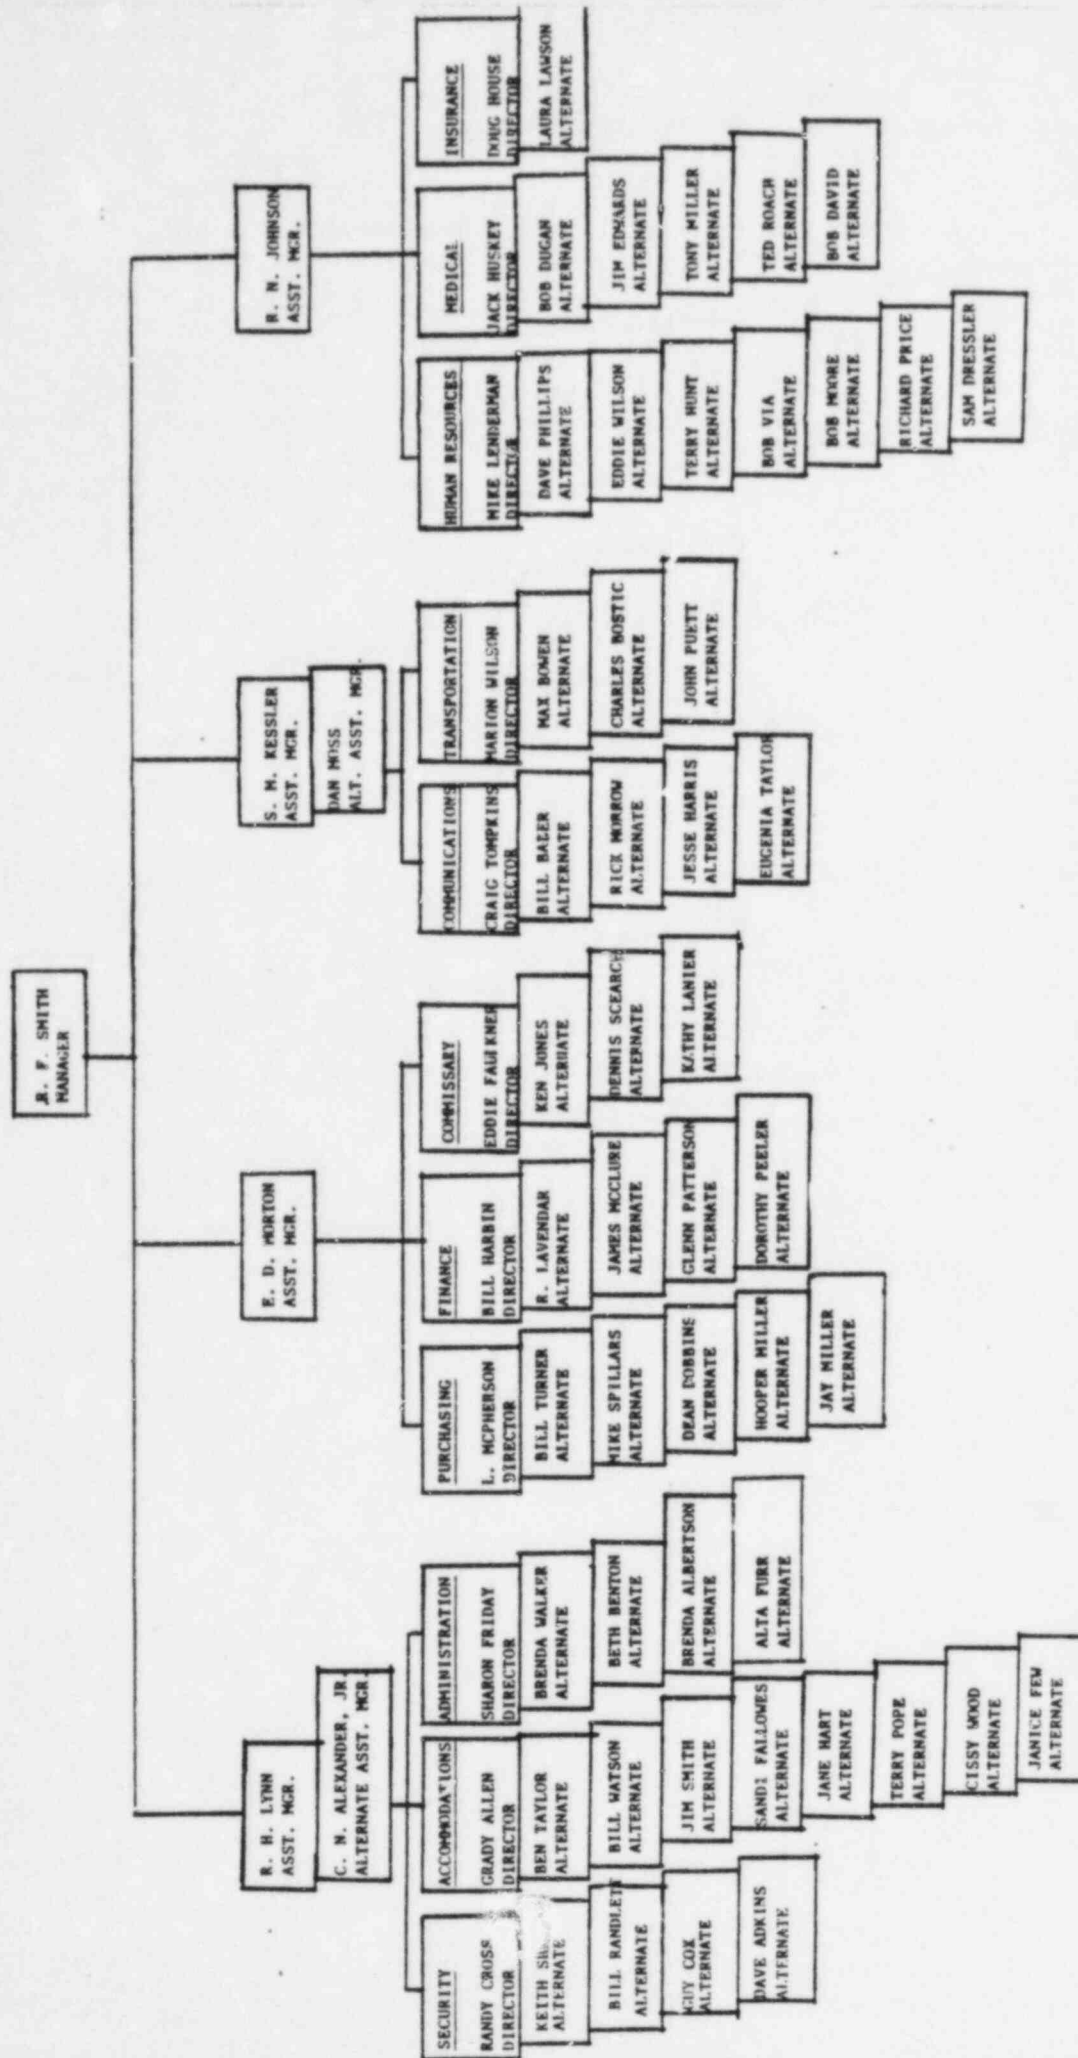 R. F. SMITH
MANAGER
R. H. LYNN
ASST. MGR.
C. N. ALEXANDER, JR.
ALTERNATE ASST. MGR.
SECURITY
RANDY CROSS
DIRECTOR
KEITH
ALTERNATE
BILL RANDLETT
ALTERNATE
GUY COX
ALTERNATE
DAVE ADKINS
ALTERNATE
ACCOMMODATIONS
GRADY ALLEN
DIRECTOR
BEN TAYLOR
ALTERNATE
BILL WATSON
ALTERNATE
JIM SMITH
ALTERNATE
SANDI FALLOWES
ALTERNATE
JANE HART
ALTERNATE
TERRY POPE
ALTERNATE
CISSY WOOD
ALTERNATE
JANICE FEW
ALTERNATE
ADMINISTRATION
SHARON FRIDAY
DIRECTOR
BRENDA WALKER
ALTERNATE
BETH BENTON
ALTERNATE
BRENDA ALBERTSON
ALTERNATE
ALTA FURR
ALTERNATE
E. D. MORTON
ASST. MGR.
PURCHASING
L. MCPHERSON
DIRECTOR
BILL TURNER
ALTERNATE
MIKE SPILLARS
ALTERNATE
DEAN DOBBINS
ALTERNATE
HOOPER MILLER
ALTERNATE
JAY MILLER
ALTERNATE
FINANCE
BILL HARBIN
DIRECTOR
R. LAVENDAR
ALTERNATE
JAMES MCCLURE
ALTERNATE
GLENN PATTERSON
ALTERNATE
DOROTHY PEELER
ALTERNATE
COMMISSARY
EDDIE FAULKNER
DIRECTOR
KEN JONES
ALTERNATE
DENNIS SCEARCH
ALTERNATE
KATHY LANIER
ALTERNATE
S. M. KESSLER
ASST. MGR.
DAN MOSS
ALT. ASST. MGR.
COMMUNICATIONS
CRAIG TOMPKINS
DIRECTOR
BILL BALER
ALTERNATE
RICK MORROW
ALTERNATE
JESSE HARRIS
ALTERNATE
EUGENIA TAYLOR
ALTERNATE
TRANSPORTATION
MARION WILSON
DIRECTOR
MAX BOWEN
ALTERNATE
CHARLES BOSTIC
ALTERNATE
JOHN PUETT
ALTERNATE
R. N. JOHNSON
ASST. MGR.
HUMAN RESOURCES
MIKE LENDERMAN
DIRECTOR
DAVE PHILLIPS
ALTERNATE
EDDIE WILSON
ALTERNATE
TERRY HUNT
ALTERNATE
BOB VIA
ALTERNATE
BOB MOORE
ALTERNATE
RICHARD PRICE
ALTERNATE
SAM DRESSLER
ALTERNATE
MEDICAL
JACK HUSKEY
DIRECTOR
BOB DUGAN
ALTERNATE
JIM EDWARDS
ALTERNATE
TONY MILLER
ALTERNATE
TED ROACH
ALTERNATE
BOB DAVID
ALTERNATE
INSURANCE
DOUG HOUSE
DIRECTOR
LAURA LAWSON
ALTERNATE